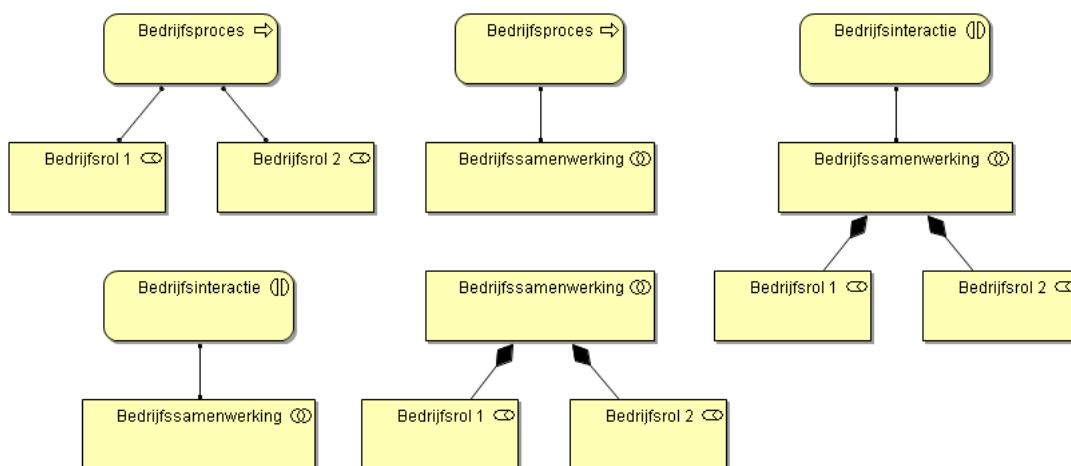 Bedrijfsproces
Bedrijfsproces
Bedrijfsinteractie
Bedrijfsrol 1
Bedrijfsrol 2
Bedrijfssamenwerking
Bedrijfssamenwerking
Bedrijfsinteractie
Bedrijfssamenwerking
Bedrijfsrol 1
Bedrijfsrol 2
Bedrijfssamenwerking
Bedrijfsrol 1
Bedrijfsrol 2